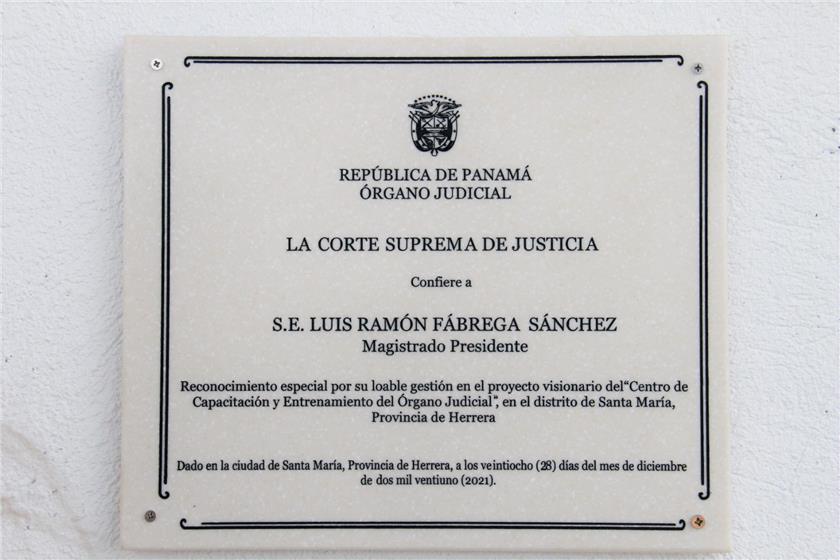 REPÚBLICA DE PANAMÁ
ÓRGANO JUDICIAL
LA CORTE SUPREMA DE JUSTICIA
Confiere a
S.E. LUIS RAMÓN FÁBREGA SÁNCHEZ
Magistrado Presidente
Reconocimiento especial por su loable gestión en el proyecto visionario del“Centro de
Capacitación y Entrenamiento del Órgano Judicial”, en el distrito de Santa María,
Provincia de Herrera
Dado en la ciudad de Santa María, Provincia de Herrera, a los veintiocho (28) días del mes de diciembre
de dos mil ventiuno (2021).